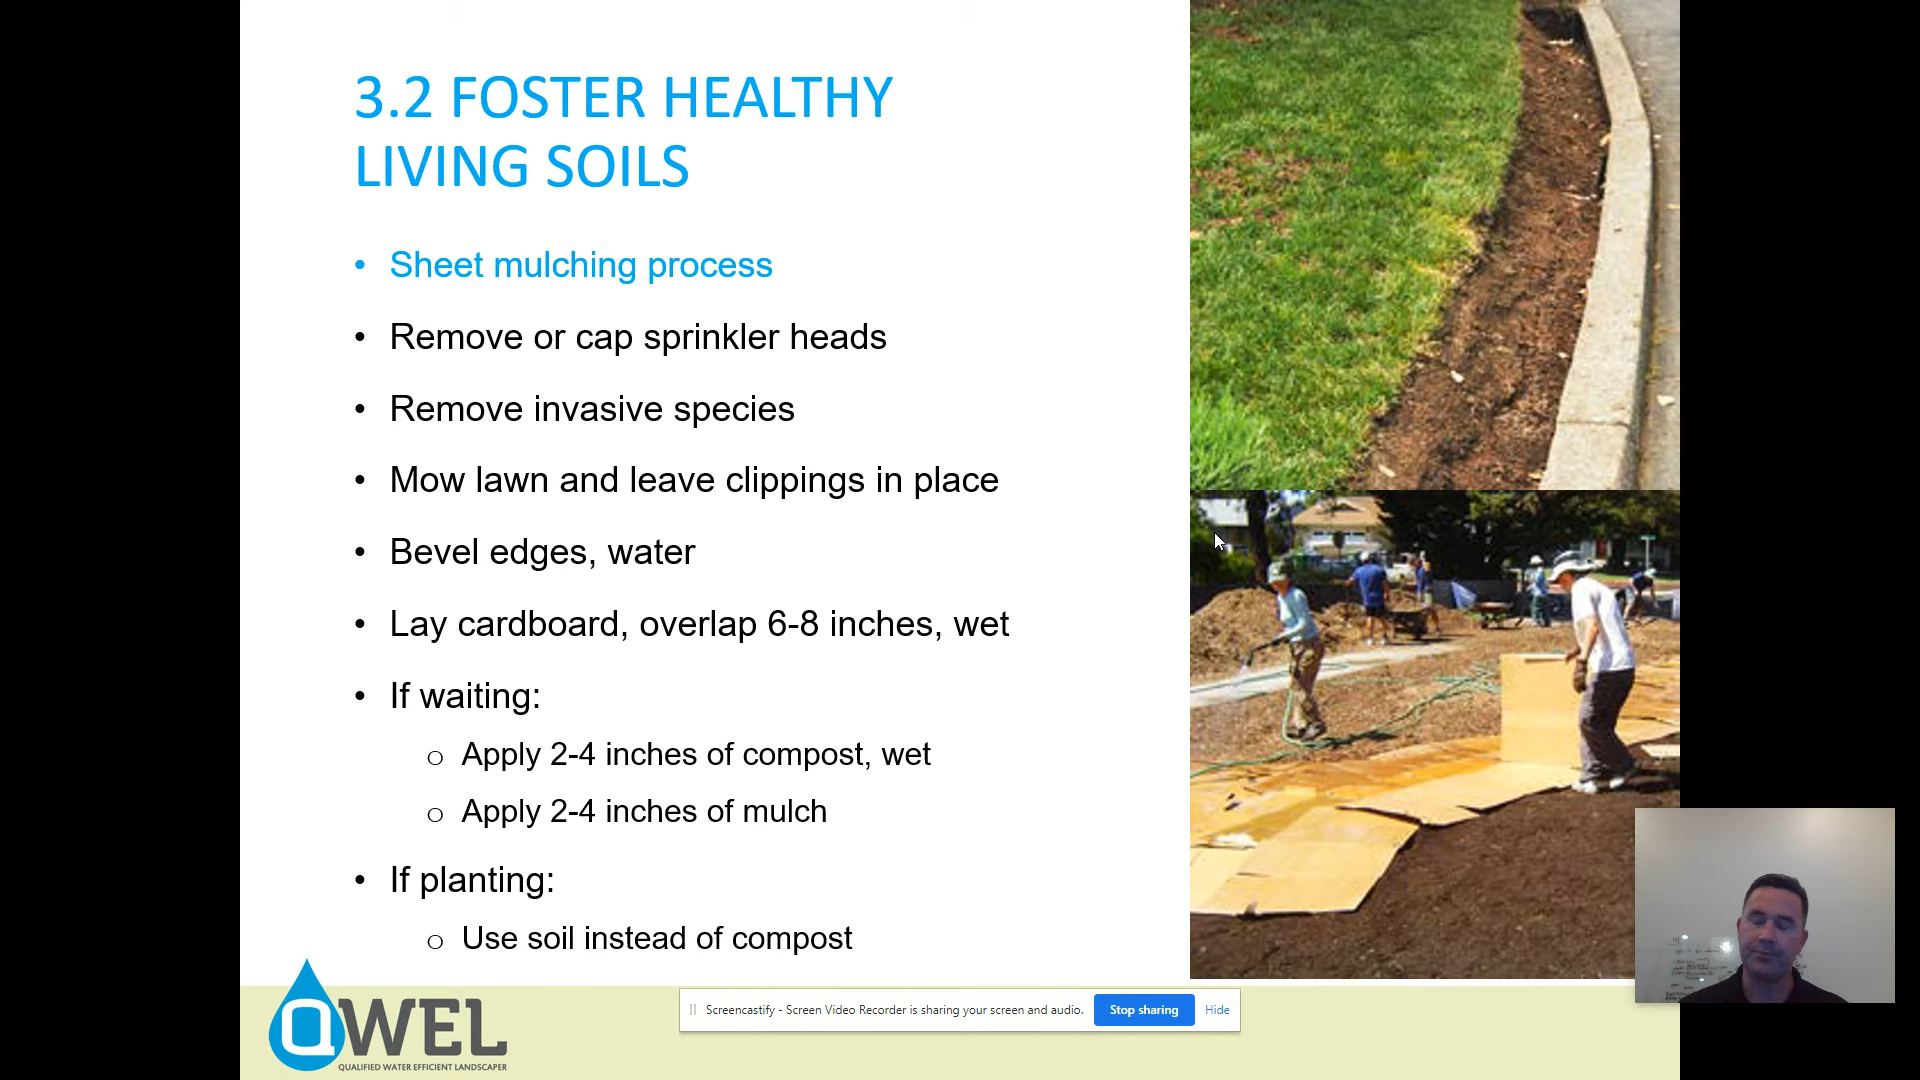 3.2 FOSTER HEALTHY
LIVING SOILS
• Sheet mulching process
• Remove or cap sprinkler heads
• Remove invasive species
• Mow lawn and leave clippings in place
• Bevel edges, water
• Lay cardboard, overlap 6-8 inches, wet
• If waiting:
o Apply 2-4 inches of compost, wet
o Apply 2-4 inches of mulch
• If planting:
o Use soil instead of compost
QWEL
QUALIFIED WATER EFFICIENT LANDSCAPER
Screencastify - Screen Video Recorder is sharing your screen and audio.
Stop sharing
Hide